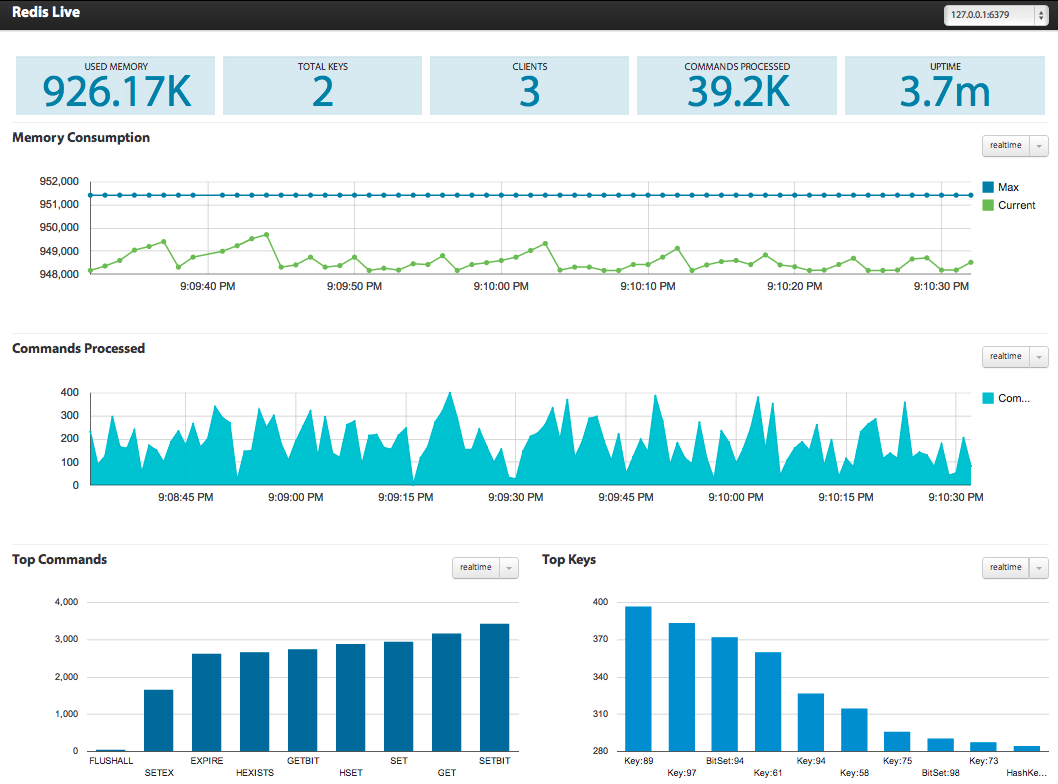 Redis Live
127.0.0.1:6379
USED MEMORY
926.17K
TOTAL KEYS
2
CLIENTS
3
COMMANDS PROCESSED
39.2K
UPTIME
3.7m
Memory Consumption
realtime
952,000
951,000
950,000
949,000
948,000
9:09:40 PM 9:09:50 PM 9:10:00 PM 9:10:10 PM 9:10:20 PM 9:10:30 PM
Max
Current
Commands Processed
realtime
400
300
200
100
0
9:08:45 PM 9:09:00 PM 9:09:15 PM 9:09:30 PM 9:09:45 PM 9:10:00 PM 9:10:15 PM 9:10:30 PM
Com...
Top Commands
realtime
4,000
3,000
2,000
1,000
0
FLUSHALL EXPIRE GETBIT SET SETBIT
SETEX HEXISTS HSET GET
Top Keys
realtime
400
370
340
310
280
Key:89 BitSet:94 Key:94 Key:75 Key:73
Key:97 Key:61 Key:58 BitSet:98 HashKe...